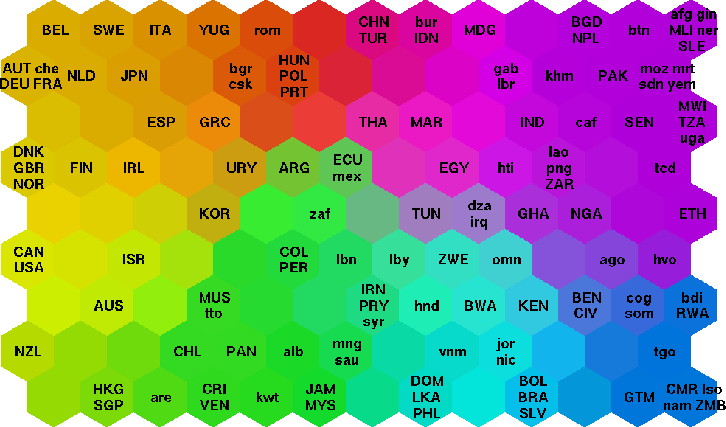 BEL SWE ITA YUG rom CHN bur MDG BGD btn afg gin
TUR IDN NPL MLI ner
SLE
AUT che NLD JPN bgr HUN gab khm PAK moz mrt
DEU FRA csk POL lbr sdn yem
PRT
ESP GRC THA MAR IND caf SEN MWI
TZA
uga
DNK FIN IRL URY ARG ECU EGY hti lao tcd
GBR mex png
NOR ZAR
KOR zaf TUN dza GHA NGA ETH
irq
CAN ISR COL lbn lby ZWE omn ago hvo
USA PER
AUS MUS IRN hnd BWA KEN BEN cog bdi
tto PRY CIV som RWA
syr
NZL CHL PAN alb mng vnm jor tgo
sau nic
HKG are CRI kwt JAM DOM BOL GTM CMR lso
SGP VEN MYS LKA BRA nam ZMB
PHL SLV